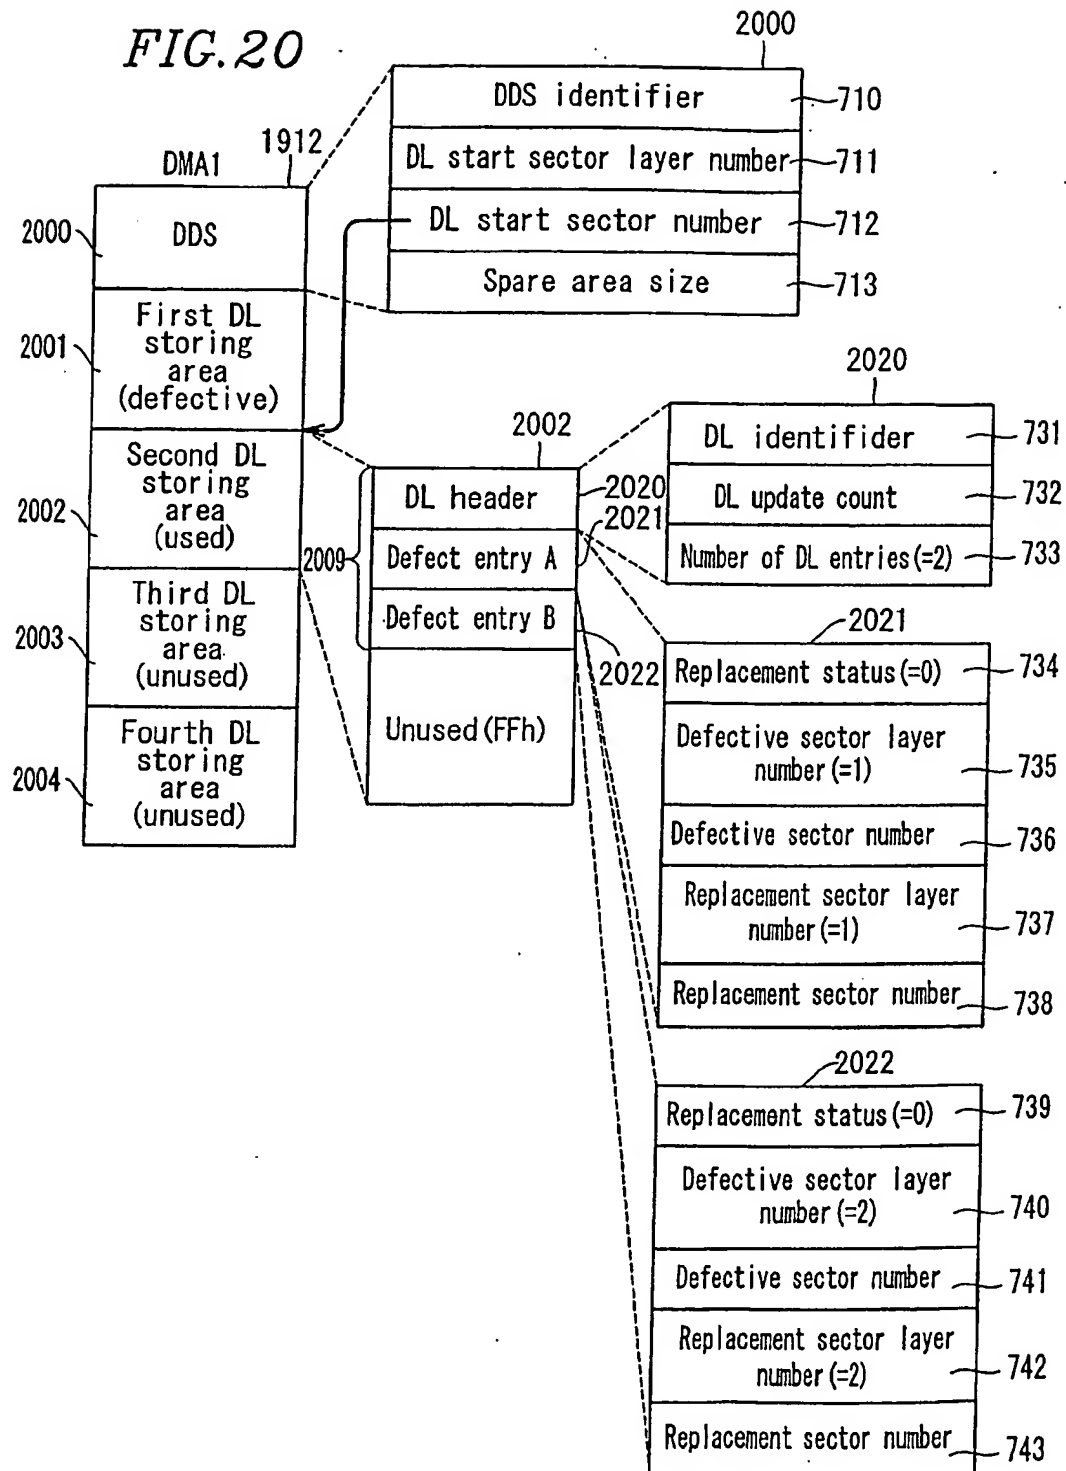 FIG.20
2000
DDS identifier
710
DL start sector layer number
711
DL start sector number
712
Spare area size
713
DMA1
1912
2000
DDS
2001
First DL
storing
area
(defective)
2002
Second DL
storing
area
(used)
2003
Third DL
storing
area
(unused)
2004
Fourth DL
storing
area
(unused)
2002
2009
DL header
2020
2021
Defect entry A
Defect entry B
2022
Unused (FFh)
2020
DL identifider
731
DL update count
732
Number of DL entries (=2)
733
2021
Replacement status (=0)
734
Defective sector layer
number (=1)
735
Defective sector number
736
Replacement sector layer
number (=1)
737
Replacement sector number
738
2022
Replacement status (=0)
739
Defective sector layer
number (=2)
740
Defective sector number
741
Replacement sector layer
number (=2)
742
Replacement sector number
743